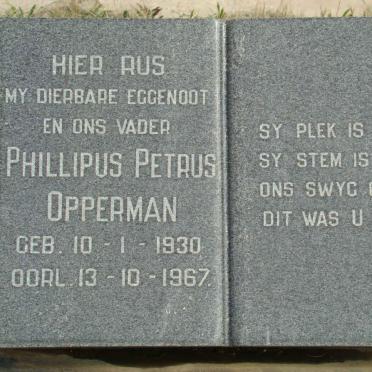 HIER RUS
MY DIERBARE EGGENOOT
EN ONS VADER
PHILLIPUS PETRUS
OPPERMAN
GEB. 10 - 1 - 1930
OORL. 13 - 10 - 1967.
SY PLEK IS
SY STEM IS
ONS SWYG
DIT WAS U